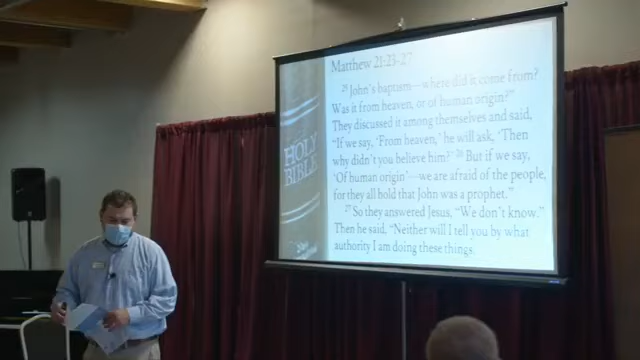 Matthew 21:23-27
25 John's baptism—where did it come from?
Was it from heaven, or of human origin?"
They discussed it among themselves and said,
"If we say, 'From heaven,' he will ask, 'Then
why didn't you believe him?' 26 But if we say,
'Of human origin'—we are afraid of the people,
for they all hold that John was a prophet."
27 So they answered Jesus, "We don't know."
Then he said, "Neither will I tell you by what
authority I am doing these things.
HOLY
BIBLE